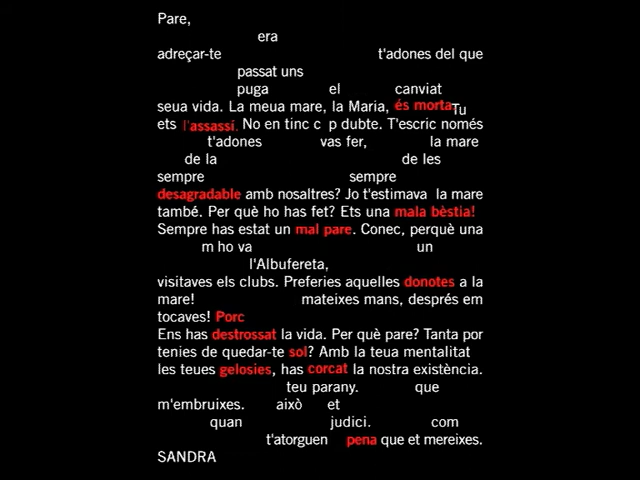 Pare,
era
adreçar-te t'adones del que
passat uns
puga el canviat
seua vida. La meua mare, la Maria, és morta Tu
ets l'assassí. No en tinc c p dubte. T'escric només
t'adones vas fer, la mare
de la de les
sempre sempre
desagradable amb nosaltres? Jo t'estimava la mare
també. Per què ho has fet? Ets una mala bèstia!
Sempre has estat un mal pare. Conec, perquè una
m ho va un
l'Albufereta,
visitaves els clubs. Preferies aquelles donotes a la
mare! mateixes mans, després em
tocaves! Porc
Ens has destrossat la vida. Per què pare? Tanta por
tenies de quedar-te sol? Amb la teua mentalitat
les teues gelosies, has corcat la nostra existència.
teu parany. que
m'embruixes. això et
quan judici. com
t'atorguen pena que et mereixes.
SANDRA